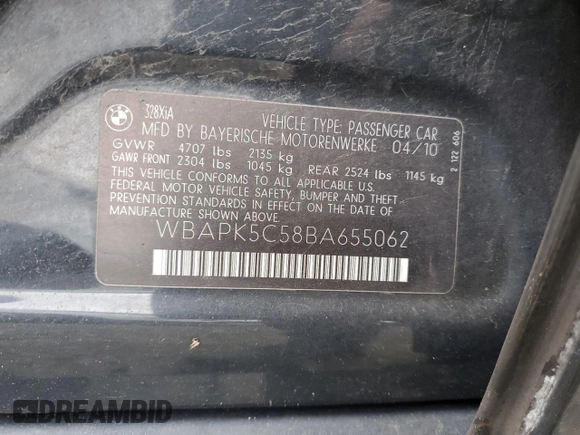 BMW
328XiA
VEHICLE TYPE: PASSENGER CAR
MFD BY BAYERISCHE MOTORENWERKE 04/10
GVWR 4707 lbs 2135 kg
GAWR FRONT 2304 lbs 1045 kg REAR 2524 lbs 1145 kg
THIS VEHICLE CONFORMS TO ALL APPLICABLE U.S.
FEDERAL MOTOR VEHICLE SAFETY, BUMPER AND THEFT-
PREVENTION STANDARDS IN EFFECT ON THE DATE OF
MANUFACTURE SHOWN ABOVE.
WBAPK5C58BA655062
2 122 606
DREAMBID